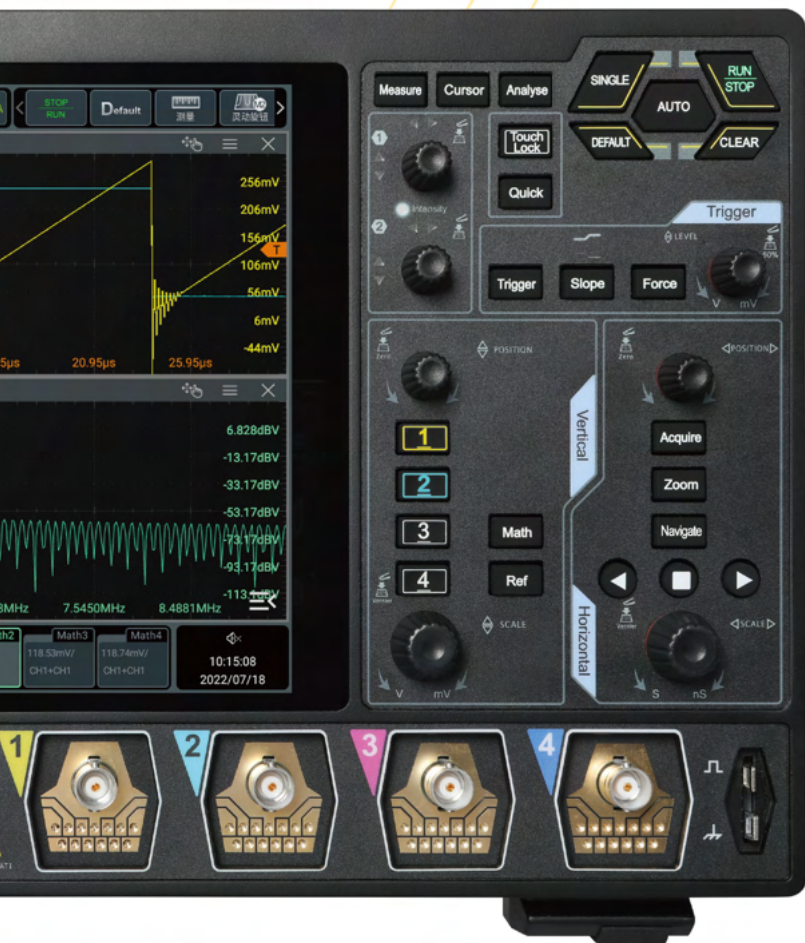 STOP
RUN
Default
测量
灵动旋钮
256mV
206mV
156mV
T
106mV
56mV
6mV
-44mV
20.95μs
25.95μs
6.828dBV
-13.17dBV
-33.17dBV
-53.17dBV
-73.17dBV
-93.17dBV
7.5450MHz
8.4881MHz
Math3
118.53mV/
CH1+CH1
Math4
118.74mV/
CH1+CH1
10:15:08
2022/07/18
Measure
Cursor
Analyse
SINGLE
RUN
STOP
AUTO
DEFAULT
CLEAR
1
Intensity
2
Touch
Lock
Quick
Trigger
LEVEL
50%
Trigger
Slope
Force
V
mV
Zero
POSITION
Vertical
1
2
3
4
Math
Ref
Vernier
SCALE
V
mV
Zero
POSITION
Acquire
Zoom
Navigate
Horizontal
Vernier
SCALE
S
nS
1
2
3
4